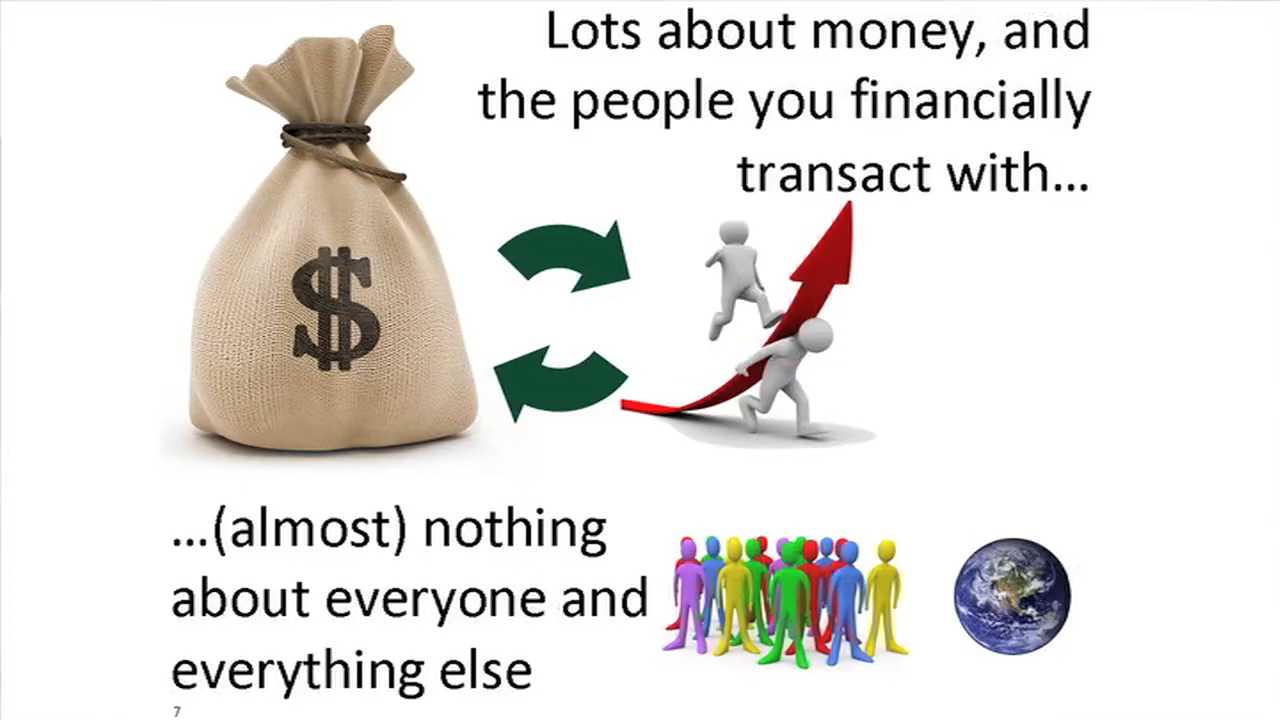 Lots about money, and
the people you financially
transact with...
$
...(almost) nothing
about everyone and
everything else
7